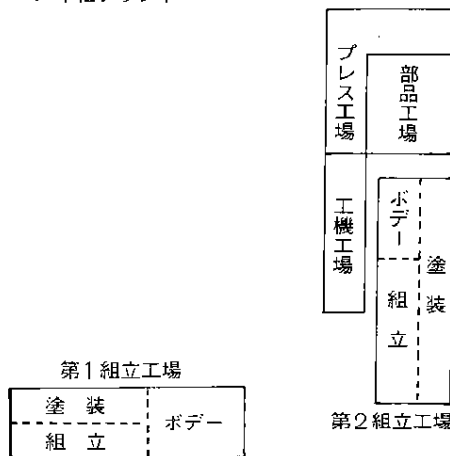 プレス工場
部品工場
工機工場
ボデー
塗装
組立
第2組立工場
第1組立工場
塗装
ボデー
組立